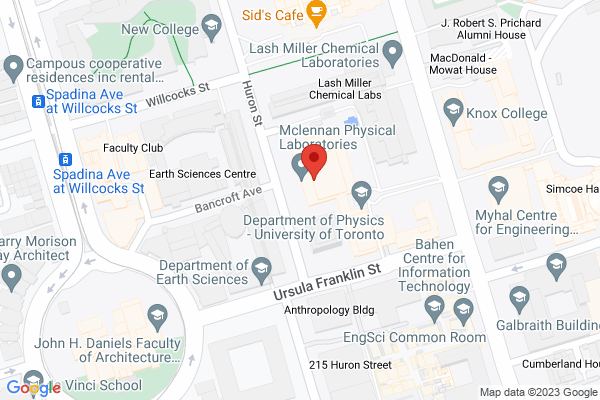 Sid's Cafe
New College
J. Robert S. Prichard
Alumni House
Lash Miller Chemical
Laboratories
MacDonald -
Mowat House
Campous cooperative
residences inc rental...
Willcocks St
Lash Miller
Chemical Labs
Spadina Ave
at Willcocks St
Huron St
Knox College
Mclennan Physical
Laboratories
Faculty Club
Earth Sciences Centre
Spadina Ave
at Willcocks St
Bancroft Ave
Simcoe Ha
Myhal Centre
for Engineering...
Department of Physics
- University of Toronto
arry Morison
ay Architect
Bahen
Centre for
Information
Technology
Department of
Earth Sciences
Ursula Franklin St
Anthropology Bldg
Galbraith Building
John H. Daniels Faculty
of Architecture...
EngSci Common Room
215 Huron Street
Cumberland Hou
Vinci School
Google
Map data ©2023 Google